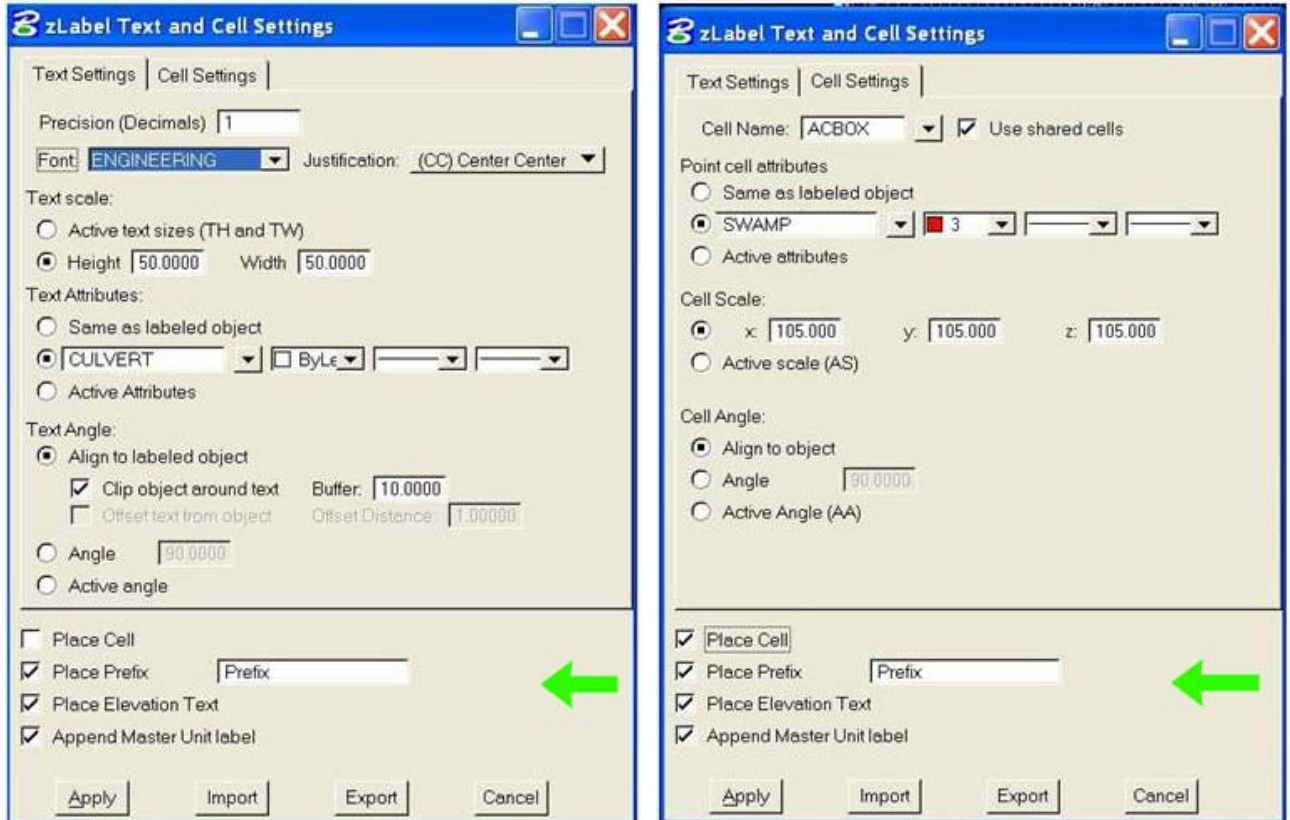 zLabel Text and Cell Settings
Text Settings Cell Settings
Precision (Decimals) 1
Font: ENGINEERING Justification: (CC) Center Center
Text scale:
Active text sizes (TH and TW)
Height 50.0000 Width 50.0000
Text Attributes:
Same as labeled object
CULVERT ByLe
Active Attributes
Text Angle:
Align to labeled object
Clip object around text Buffer: 10.0000
Offset text from object Offset Distance: 1.00000
Angle 90.0000
Active angle
Place Cell
Place Prefix Prefix
Place Elevation Text
Append Master Unit label
Apply Import Export Cancel
zLabel Text and Cell Settings
Text Settings Cell Settings
Cell Name: ACBOX Use shared cells
Point cell attributes
Same as labeled object
SWAMP 3
Active attributes
Cell Scale:
x: 105.000 y: 105.000 z: 105.000
Active scale (AS)
Cell Angle:
Align to object
Angle 90.0000
Active Angle (AA)
Place Cell
Place Prefix Prefix
Place Elevation Text
Append Master Unit label
Apply Import Export Cancel